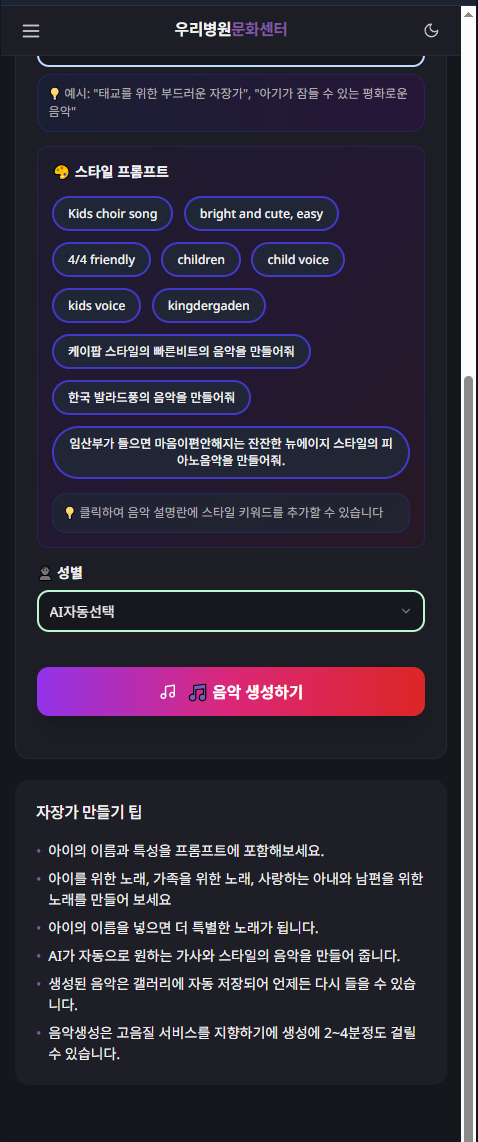 우리병원문화센터
예시: "태교를 위한 부드러운 자장가", "아기가 잠들 수 있는 평화로운
음악"
스타일 프롬프트
Kids choir song
bright and cute, easy
4/4 friendly
children
child voice
kids voice
kingdergaden
케이팝 스타일의 빠른비트의 음악을 만들어줘
한국 발라드풍의 음악을 만들어줘
임산부가 들으면 마음이편안해지는 잔잔한 뉴에이지 스타일의 피
아노음악을 만들어줘.
클릭하여 음악 설명란에 스타일 키워드를 추가할 수 있습니다
성별
AI자동선택
음악 생성하기
자장가 만들기 팁
• 아이의 이름과 특성을 프롬프트에 포함해보세요.
• 아이를 위한 노래, 가족을 위한 노래, 사랑하는 아내와 남편을 위한
노래를 만들어 보세요
• 아이의 이름을 넣으면 더 특별한 노래가 됩니다.
• AI가 자동으로 원하는 가사와 스타일의 음악을 만들어 줍니다.
• 생성된 음악은 갤러리에 자동 저장되어 언제든 다시 들을 수 있습
니다.
• 음악생성은 고음질 서비스를 지향하기에 생성에 2~4분정도 걸릴
수 있습니다.